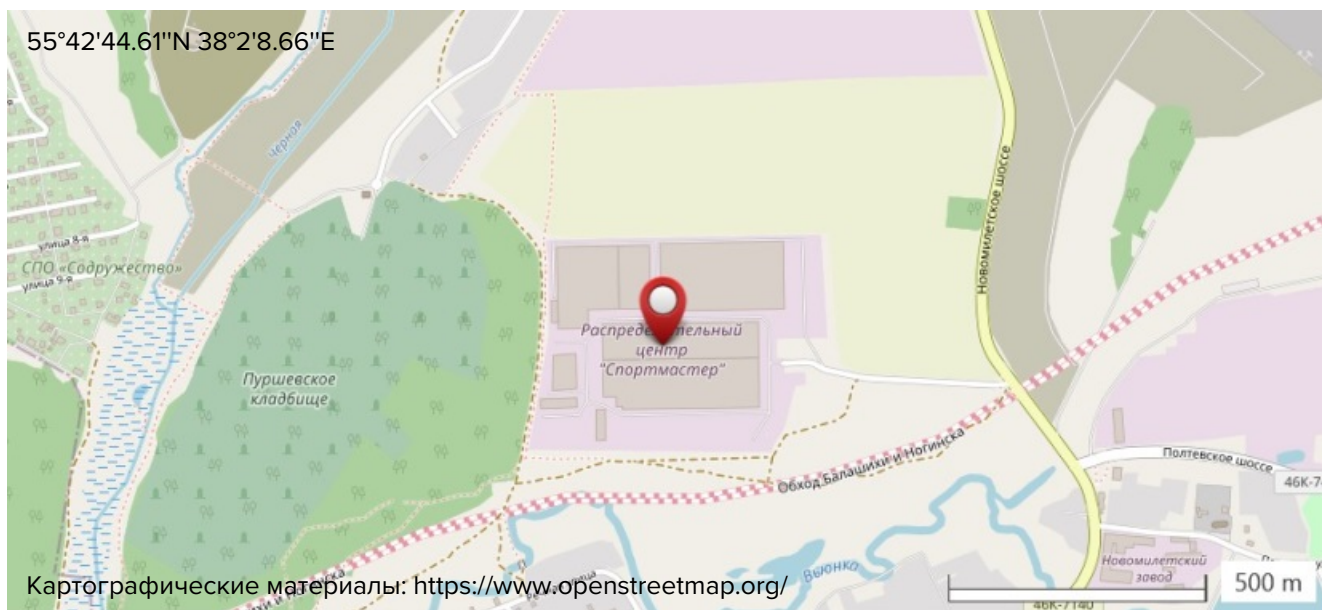 55°42'44.61"N 38°2'8.66"E
Черная
Новомилетское шоссе
улица 8-я
СПО «Содружество»
улица 9-я
Распределительный
центр
"Спортмастер"
Пуршевское
кладбище
Обход Балашихи и Ногинска
Полтевское шоссе
46К-7
Вьюнка
Новомилетский
завод
Картографические материалы: https://www.openstreetmap.org/
500 m
46К-7140